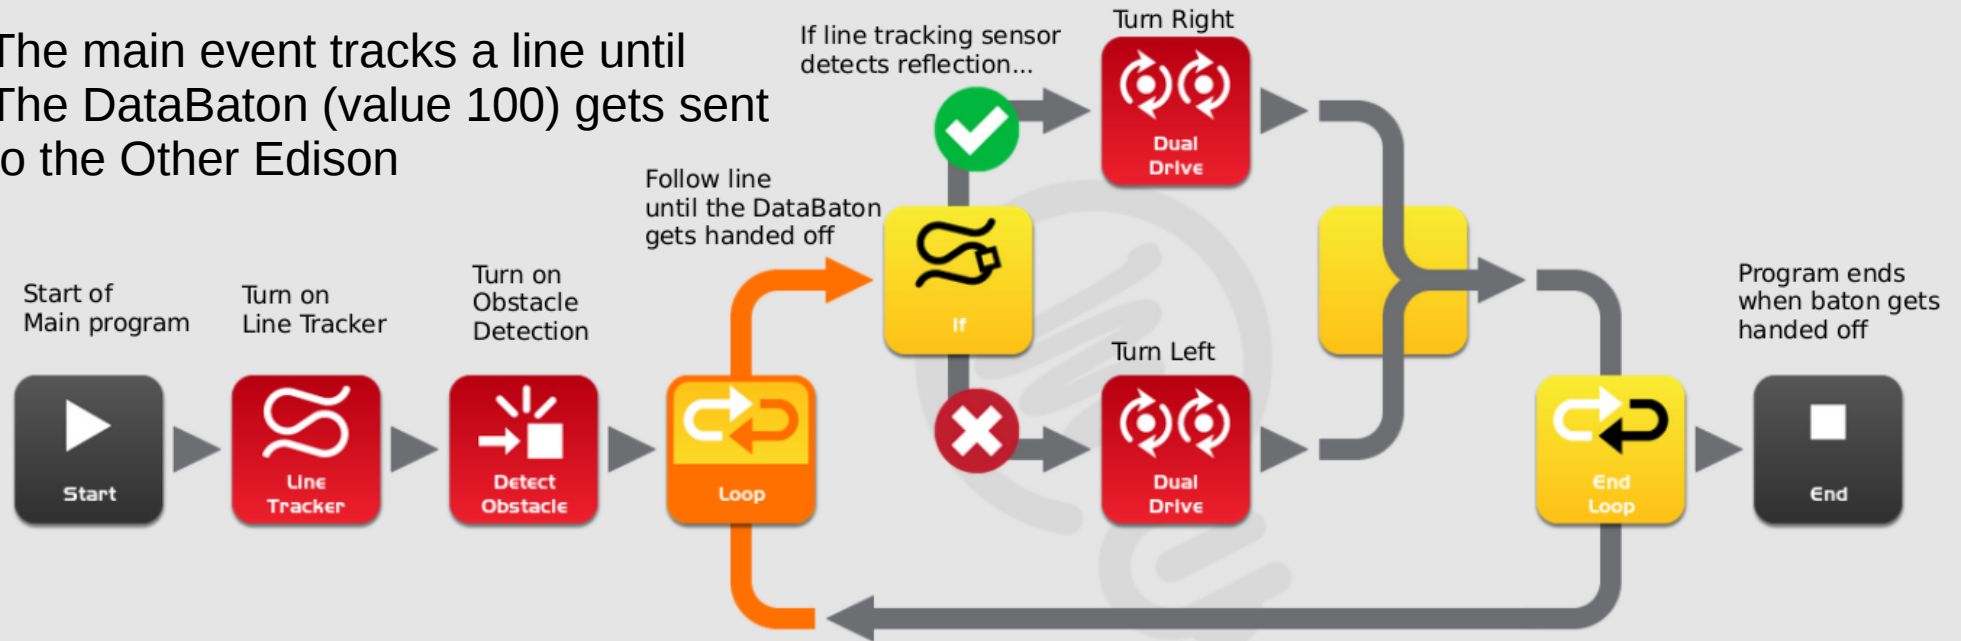 The main event tracks a line until
The DataBaton (value 100) gets sent
to the Other Edison
If line tracking sensor
detects reflection...
Turn Right
Dual
Drive
Follow line
until the DataBaton
gets handed off
If
Start of
Main program
Turn on
Line Tracker
Turn on
Obstacle
Detection
Turn Left
Program ends
when baton gets
handed off
Start
Line
Tracker
Detect
Obstacle
Loop
Dual
Drive
End
Loop
End